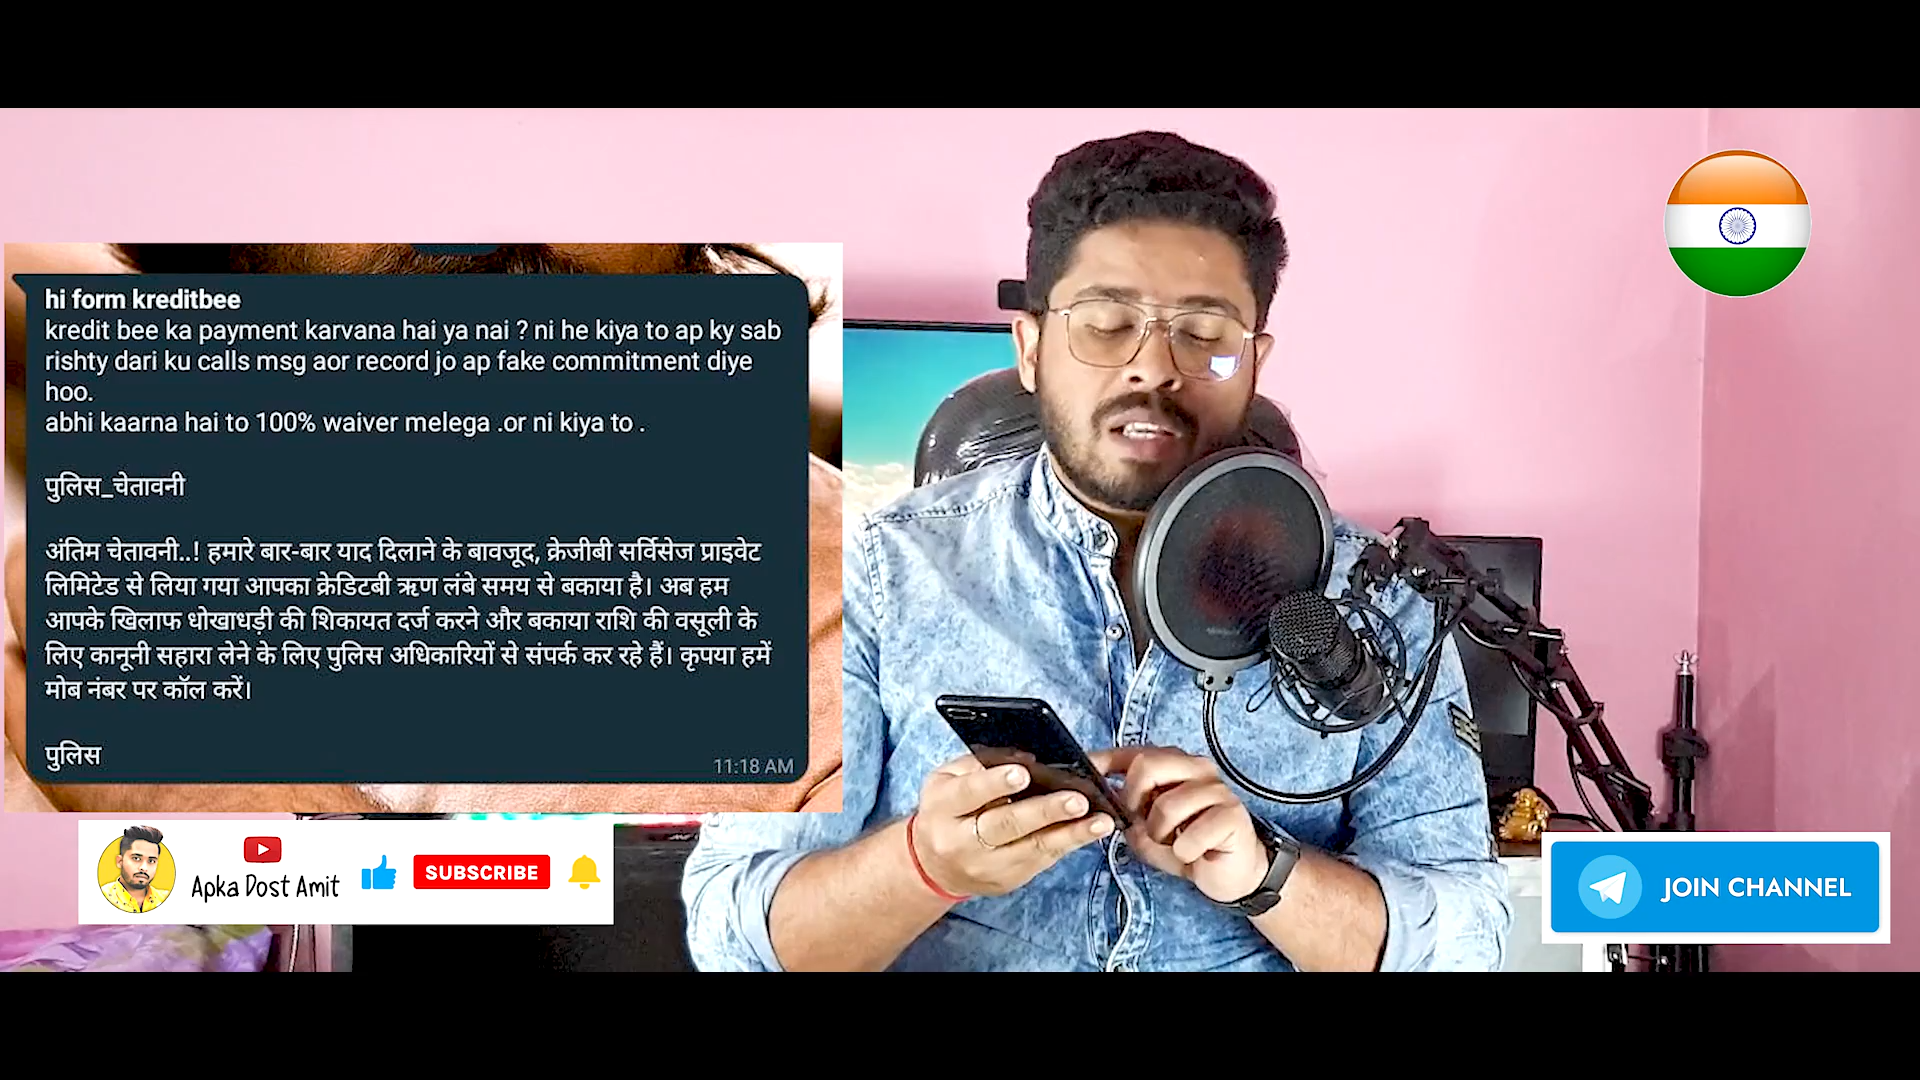 hi form kreditbee
kredit bee ka payment karvana hai ya nai ? ni he kiya to ap ky sab
rishty dari ku calls msg aor record jo ap fake commitment diye
hoo.
abhi kaarna hai to 100% waiver melega .or ni kiya to .
पुलिस_चेतावनी
अंतिम चेतावनी..! हमारे बार-बार याद दिलाने के बावजूद, क्रेजीबी सर्विसेज प्राइवेट
लिमिटेड से लिया गया आपका क्रेडिटबी ऋण लंबे समय से बकाया है। अब हम
आपके खिलाफ धोखाधड़ी की शिकायत दर्ज करने और बकाया राशि की वसूली के
लिए कानूनी सहारा लेने के लिए पुलिस अधिकारियों से संपर्क कर रहे हैं। कृपया हमें
मोब नंबर पर कॉल करें।
पुलिस
11:18 AM
Apka Dost Amit
SUBSCRIBE
JOIN CHANNEL